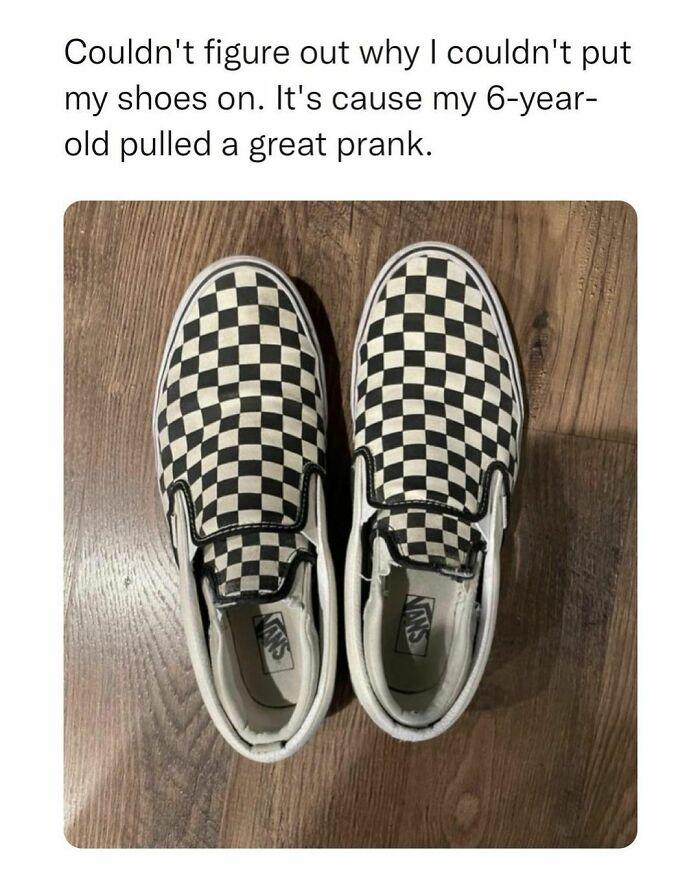 Couldn't figure out why I couldn't put
my shoes on. It's cause my 6-year-
old pulled a great prank.
VANS
VANS